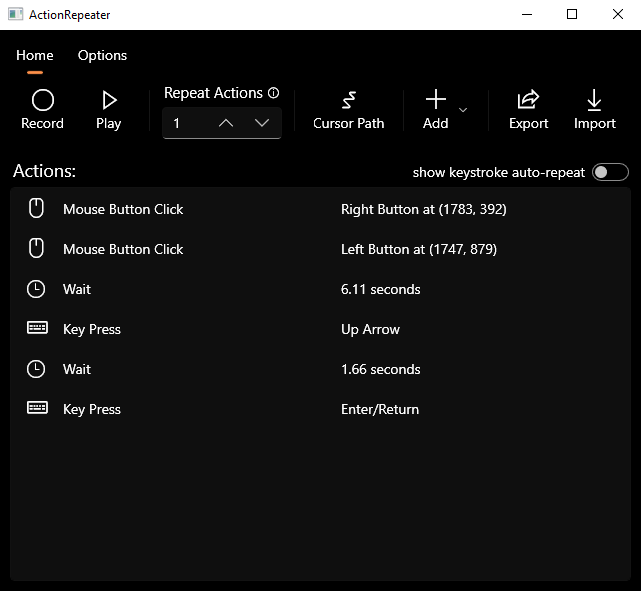 ActionRepeater
Home Options
Repeat Actions
Record Play 1 Cursor Path Add Export Import
Actions: show keystroke auto-repeat
Mouse Button Click Right Button at (1783, 392)
Mouse Button Click Left Button at (1747, 879)
Wait 6.11 seconds
Key Press Up Arrow
Wait 1.66 seconds
Key Press Enter/Return